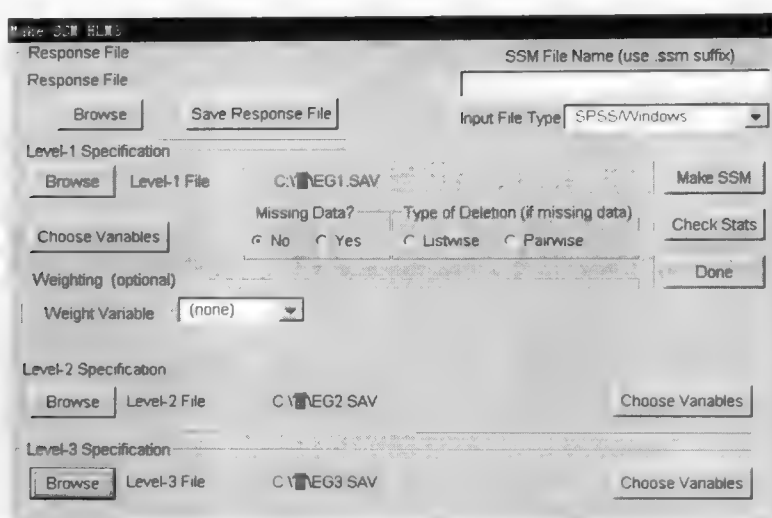 Make SSM HLM3
Response File
SSM File Name (use .ssm suffix)
Response File
Browse
Save Response File
Input File Type
SPSS/Windows
Level-1 Specification
Browse
Level-1 File
C:\
EG1.SAV
Make SSM
Missing Data?
Type of Deletion (if missing data)
Choose Variables
No
Yes
Listwise
Pairwise
Check Stats
Weighting (optional)
Done
Weight Variable
(none)
Level-2 Specification
Browse
Level-2 File
C \
\EG2 SAV
Choose Variables
Level-3 Specification
Browse
Level-3 File
C \
\EG3 SAV
Choose Variables